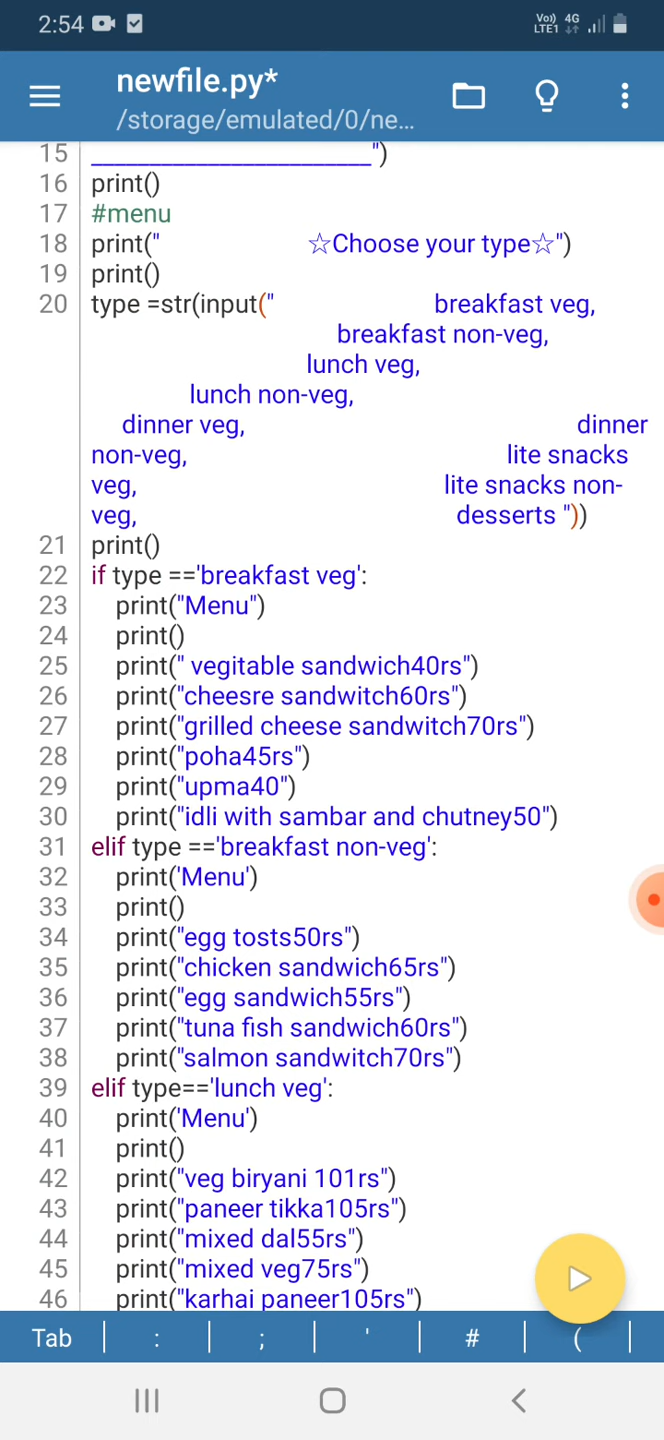 2:54
Vo)) 4G
LTE1
newfile.py*
/storage/emulated/0/ne...
15 ________________________")
16 print()
17 #menu
18 print(" ☆Choose your type☆")
19 print()
20 type =str(input(" breakfast veg,
breakfast non-veg,
lunch veg,
lunch non-veg,
dinner veg, dinner
non-veg, lite snacks
veg, lite snacks non-
veg, desserts "))
21 print()
22 if type =='breakfast veg':
23 print("Menu")
24 print()
25 print(" vegitable sandwich40rs")
26 print("cheesre sandwitch60rs")
27 print("grilled cheese sandwitch70rs")
28 print("poha45rs")
29 print("upma40")
30 print("idli with sambar and chutney50")
31 elif type =='breakfast non-veg':
32 print('Menu')
33 print()
34 print("egg tosts50rs")
35 print("chicken sandwich65rs")
36 print("egg sandwich55rs")
37 print("tuna fish sandwich60rs")
38 print("salmon sandwitch70rs")
39 elif type=='lunch veg':
40 print('Menu')
41 print()
42 print("veg biryani 101rs")
43 print("paneer tikka105rs")
44 print("mixed dal55rs")
45 print("mixed veg75rs")
46 print("karhai paneer105rs")
Tab : ; ' # (